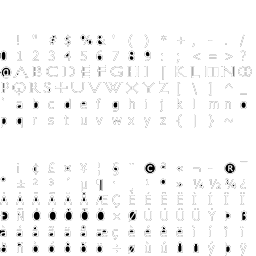 ! " # $ % & ' ( ) * + , - . /
0 1 2 3 4 5 6 7 8 9 : ; < = > ?
@ A B C D E F G H I J K L M N O
P Q R S T U V W X Y Z [ \ ] ^ _
` a b c d e f g h i j k l m n o
p q r s t u v w x y z { | } ~
¡ ¢ £ ¤ ¥ ¦ § ¨ © ª « ¬ - ® ¯
° ± ² ³ ´ µ ¶ · ¸ ¹ º » ¼ ½ ¾ ¿
À Á Â Ã Ä Å Æ Ç È É Ê Ë Ì Í Î Ï
Ð Ñ Ò Ó Ô Õ Ö × Ø Ù Ú Û Ü Ý Þ ß
à á â ã ä å æ ç è é ê ë ì í î ï
ð ñ ò ó ô õ ö ÷ ø ù ú û ü ý þ ÿ